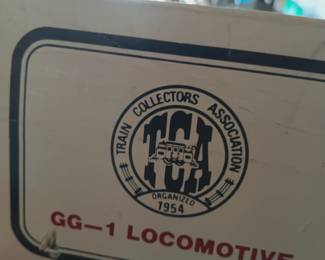 TRAIN COLLECTORS ASSOCIATION
TCA
ORGANIZED
1954
GG—1 LOCOMOTIVE